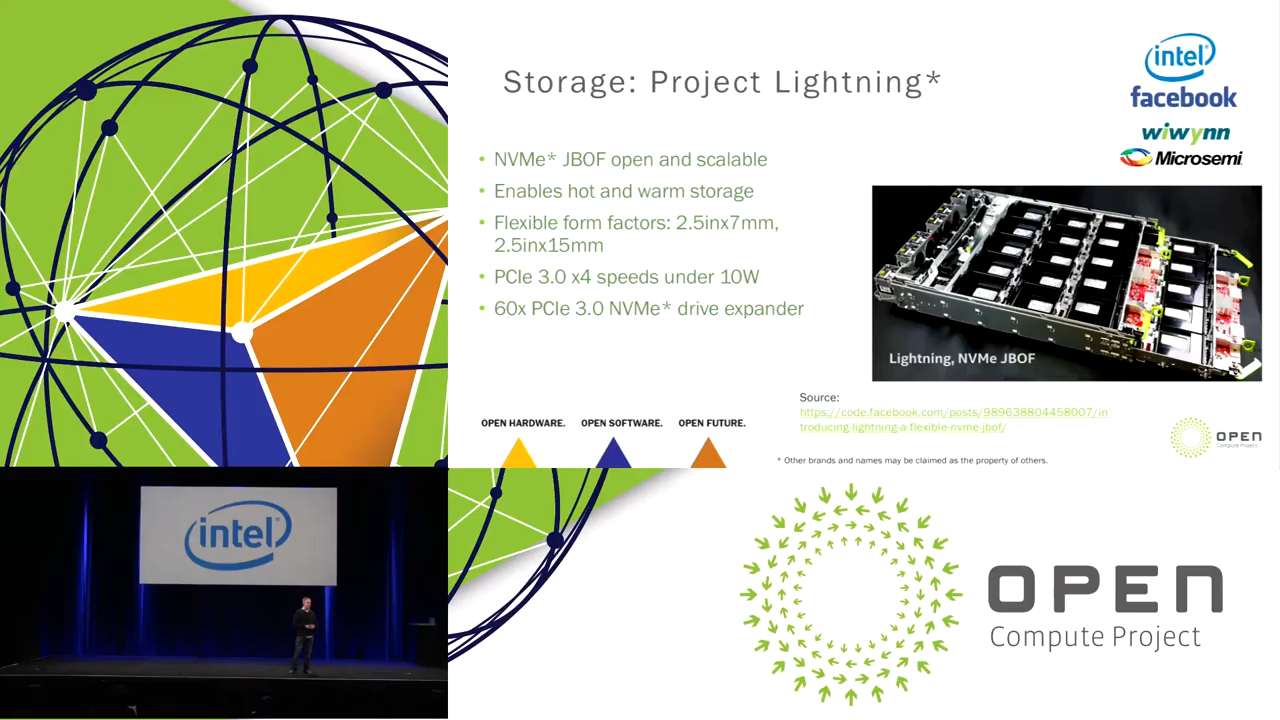 Storage: Project Lightning*
intel
facebook
wiwynn
Microsemi.
• NVMe* JBOF open and scalable
• Enables hot and warm storage
• Flexible form factors: 2.5inx7mm,
2.5inx15mm
• PCIe 3.0 x4 speeds under 10W
• 60x PCIe 3.0 NVMe* drive expander
Lightning, NVMe JBOF
Source:
https://code.facebook.com/posts/989638804458007/in
troducing-lightning-a-flexible-nvme-jbof/
OPEN HARDWARE. OPEN SOFTWARE. OPEN FUTURE.
OPEN
Compute Project
* Other brands and names may be claimed as the property of others.
intel
OPEN
Compute Project